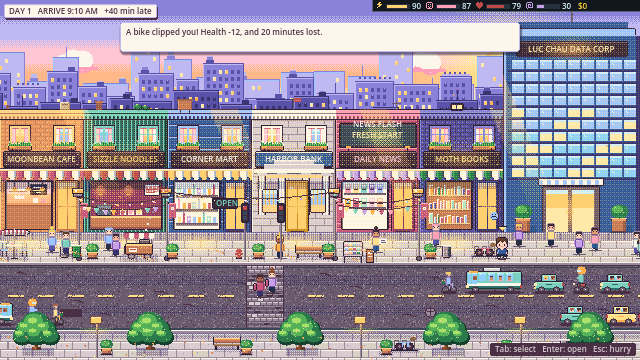 DAY 1 ARRIVE 9:10 AM +40 min late
90 87 79 30 $0
A bike clipped you! Health -12, and 20 minutes lost.
LUC CHAU DATA CORP
NEWS FLASH
FRESH START
MOONBEAN CAFE
SIZZLE NOODLES
CORNER MART
HARBOR BANK
DAILY NEWS
MOTH BOOKS
OPEN
Tab: select Enter: open Esc: hurry